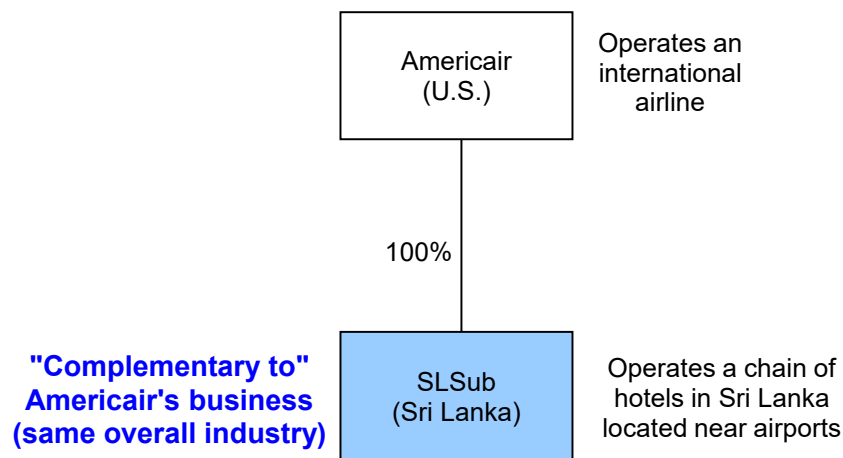 Americair
(U.S.)
Operates an
international
airline
100%
"Complementary to"
Americair's business
(same overall industry)
SLSub
(Sri Lanka)
Operates a chain of
hotels in Sri Lanka
located near airports